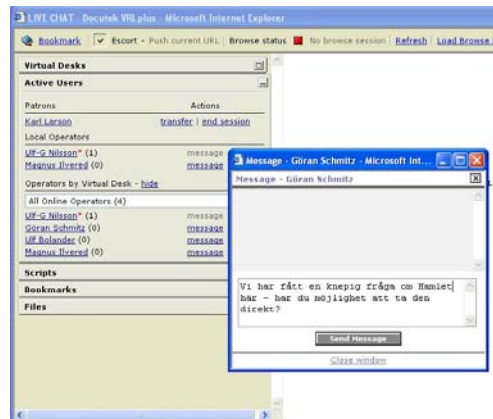 LIVE CHAT - Docutek VRLplus - Microsoft Internet Explorer
Bookmark Escort - Push current URL Browse status No browse session Refresh Load Browse
Virtual Desks
Active Users
Patrons Actions
Karl Larson transfer | end session
Local Operators
Ulf-G Nilsson* (1) message
Magnus Ilvered (0) message
Operators by Virtual Desk - hide
All Online Operators (4)
Ulf-G Nilsson* (1) message
Göran Schmitz (0) message
Ulf Bolander (0) message
Magnus Ilvered (0) message
Scripts
Bookmarks
Files
Message - Göran Schmitz - Microsoft Int...
Message - Göran Schmitz
Vi har fått en knepig fråga om Hamlet
här - har du möjlighet att ta den
direkt?
Send Message
Close window